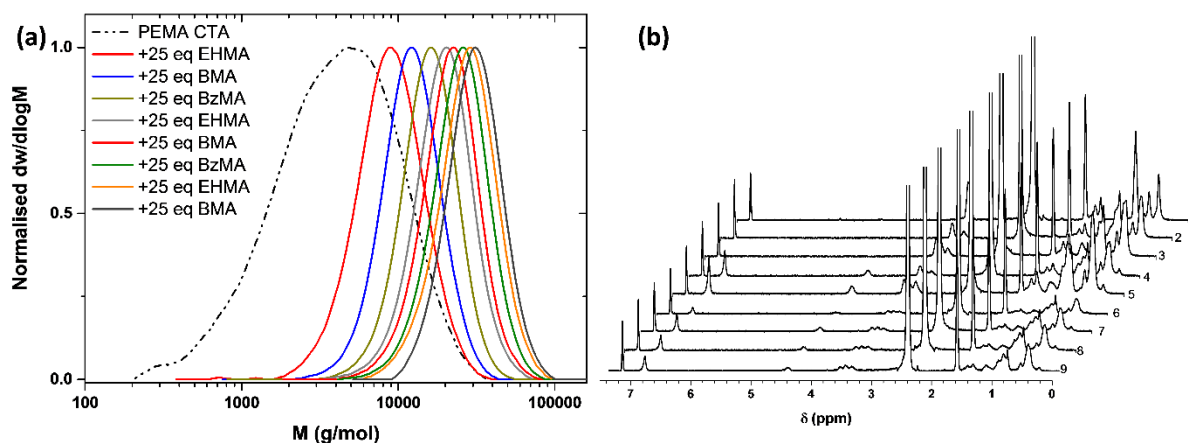 (a)
Normalised dw/dlogM
1.0
0.5
0.0
PEMA CTA
+25 eq EHMA
+25 eq BMA
+25 eq BzMA
+25 eq EHMA
+25 eq BMA
+25 eq BzMA
+25 eq EHMA
+25 eq BMA
100
1000
10000
100000
M (g/mol)
(b)
2
3
4
5
6
7
8
9
7 6 5 4 3 2 1 0
δ (ppm)